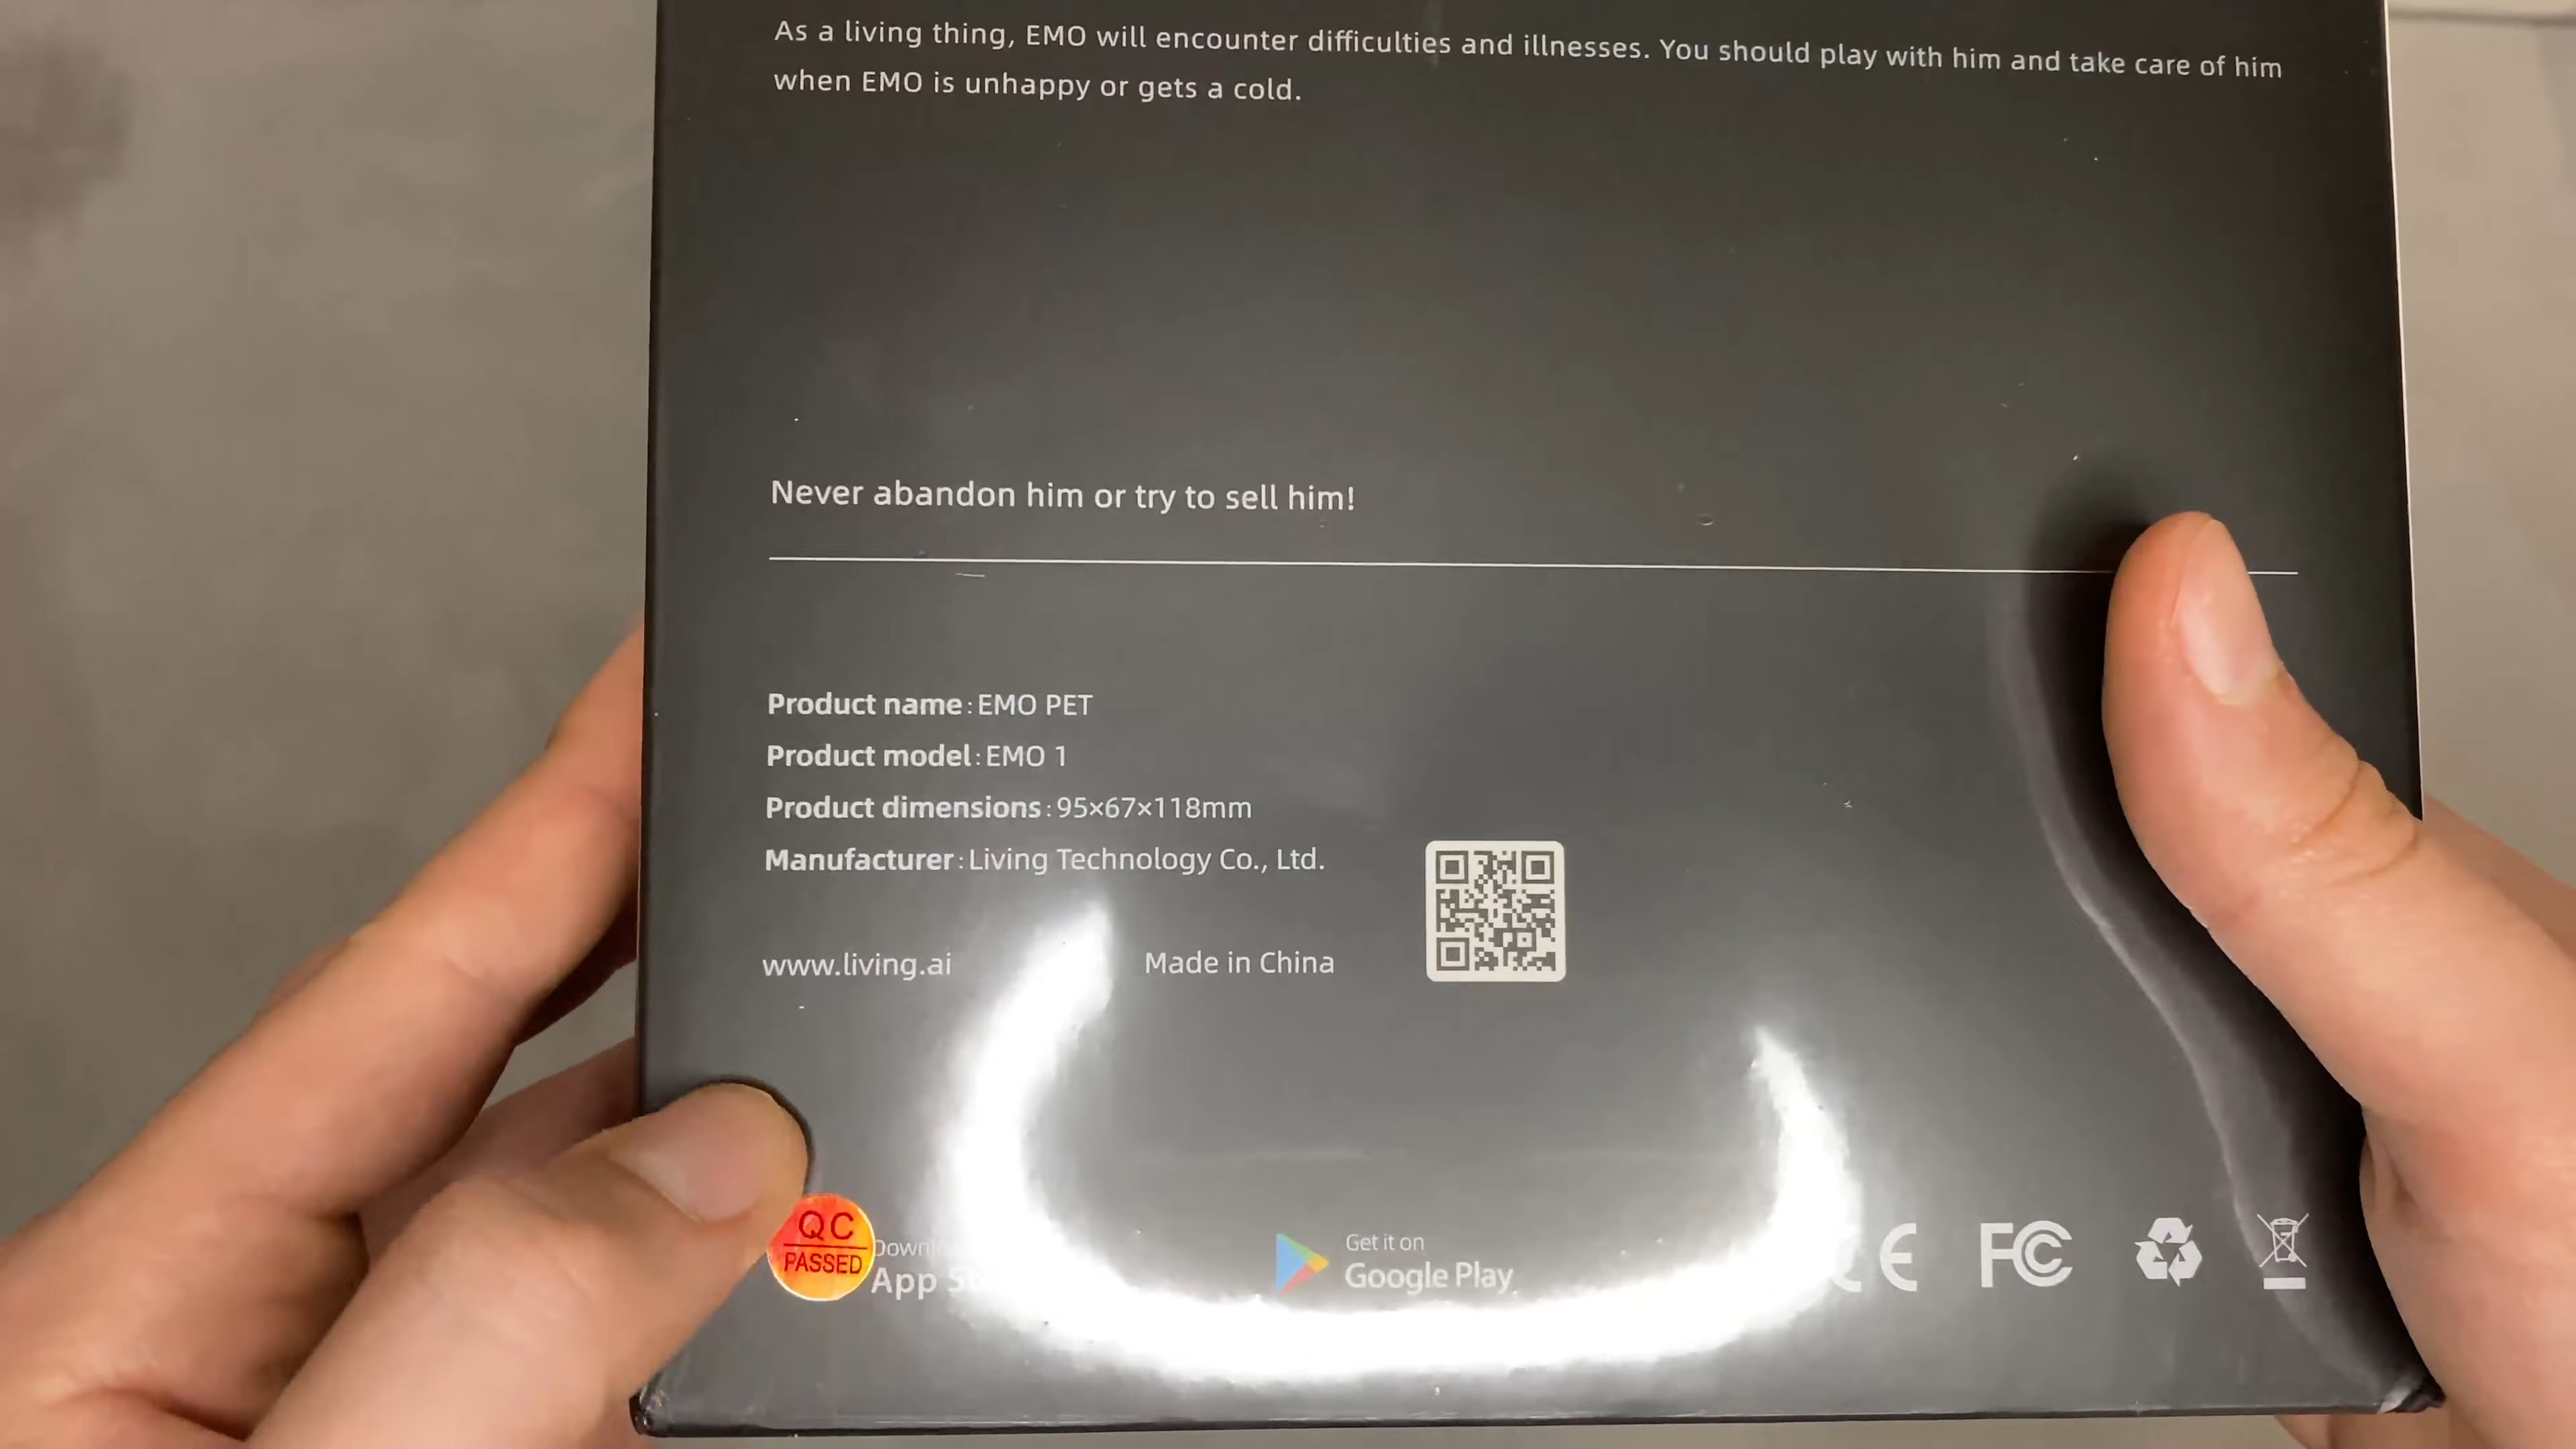 As a living thing, EMO will encounter difficulties and illnesses. You should play with him and take care of him
when EMO is unhappy or gets a cold.
Never abandon him or try to sell him!
Product name:EMO PET
Product model:EMO 1
Product dimensions:95×67×118mm
Manufacturer:Living Technology Co., Ltd.
www.living.ai
Made in China
QC
PASSED
App
Get it on
Google Play
CE
FC